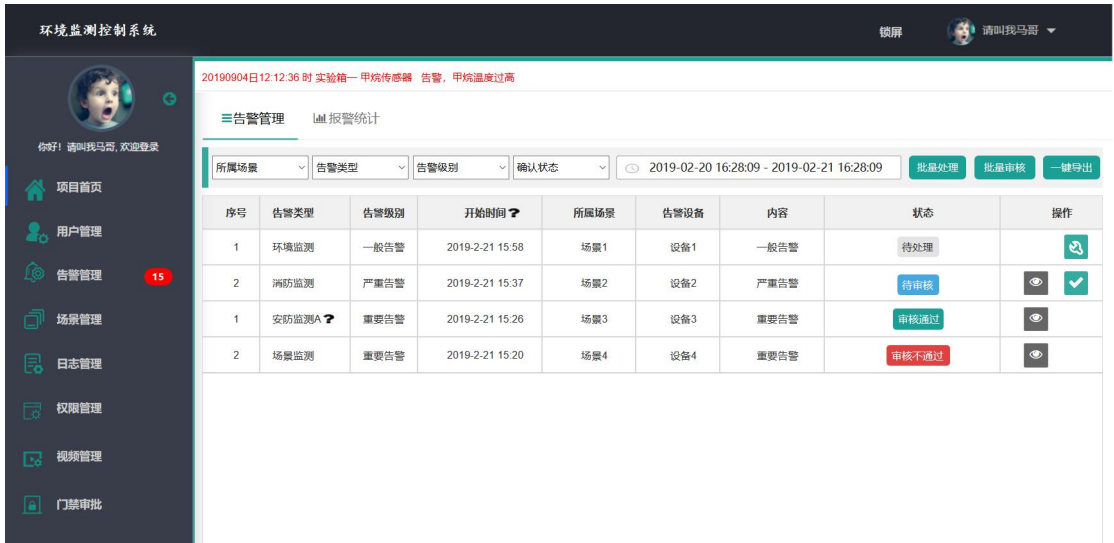 环境监测控制系统
锁屏
请叫我马哥
你好！请叫我马哥, 欢迎登录
项目首页
用户管理
告警管理 15
场景管理
日志管理
权限管理
视频管理
门禁审批
20190904日12:12:36 时 实验箱一 甲烷传感器 告警，甲烷温度过高
告警管理 报警统计
所属场景 告警类型 告警级别 确认状态 2019-02-20 16:28:09 - 2019-02-21 16:28:09 批量处理 批量审核 一键导出
序号 告警类型 告警级别 开始时间? 所属场景 告警设备 内容 状态 操作
1 环境监测 一般告警 2019-2-21 15:58 场景1 设备1 一般告警 待处理
2 消防监测 严重告警 2019-2-21 15:37 场景2 设备2 严重告警 待审核
1 安防监测A? 重要告警 2019-2-21 15:26 场景3 设备3 重要告警 审核通过
2 场景监测 重要告警 2019-2-21 15:20 场景4 设备4 重要告警 审核不通过